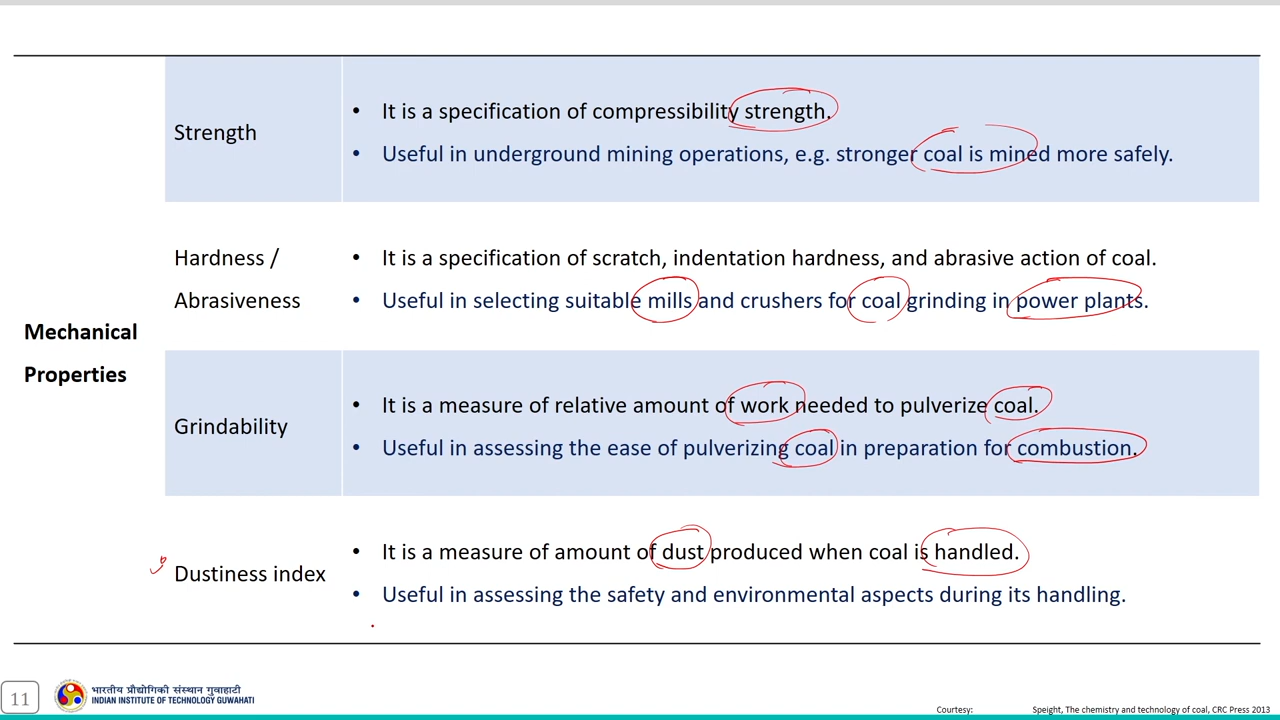 Strength
• It is a specification of compressibility strength.
• Useful in underground mining operations, e.g. stronger coal is mined more safely.
Hardness /
Abrasiveness
• It is a specification of scratch, indentation hardness, and abrasive action of coal.
• Useful in selecting suitable mills and crushers for coal grinding in power plants.
Mechanical
Properties
Grindability
• It is a measure of relative amount of work needed to pulverize coal.
• Useful in assessing the ease of pulverizing coal in preparation for combustion.
Dustiness index
• It is a measure of amount of dust produced when coal is handled.
• Useful in assessing the safety and environmental aspects during its handling.
11
भारतीय प्रौद्योगिकी संस्थान गुवाहाटी
INDIAN INSTITUTE OF TECHNOLOGY GUWAHATI
Courtesy: Speight, The chemistry and technology of coal, CRC Press 2013